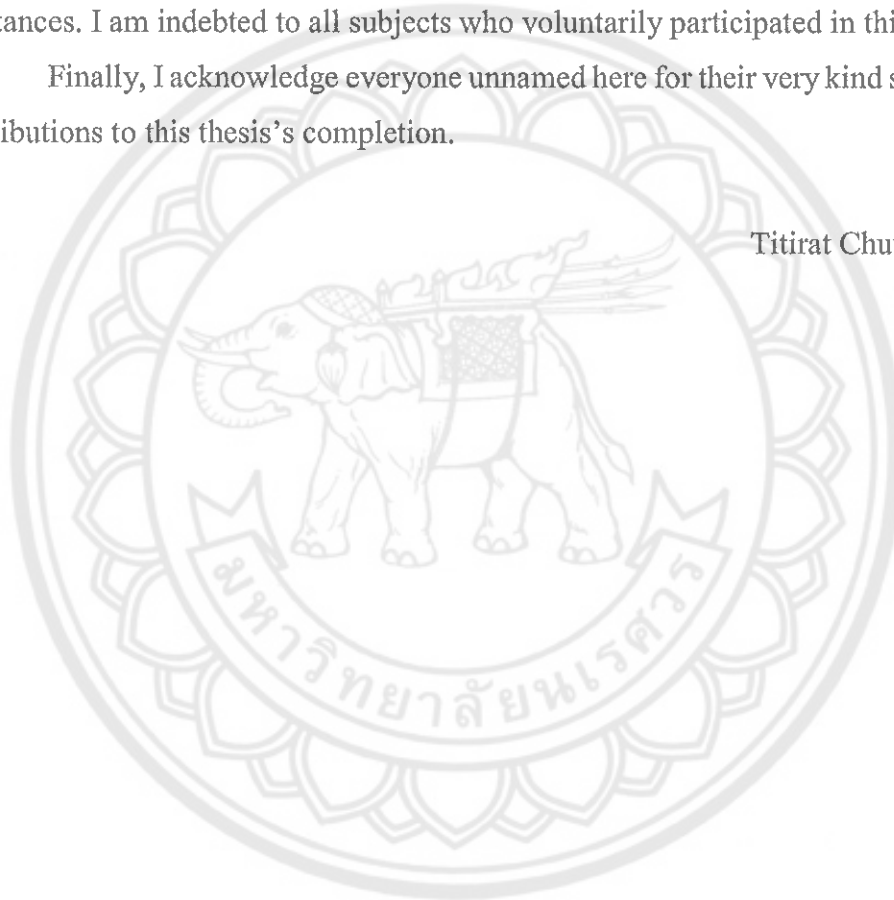 tances. I am indebted to all subjects who voluntarily participated in thi
Finally, I acknowledge everyone unnamed here for their very kind s
ibutions to this thesis's completion.
Titirat Chu
มหาวิทยาลัยนเรศวร